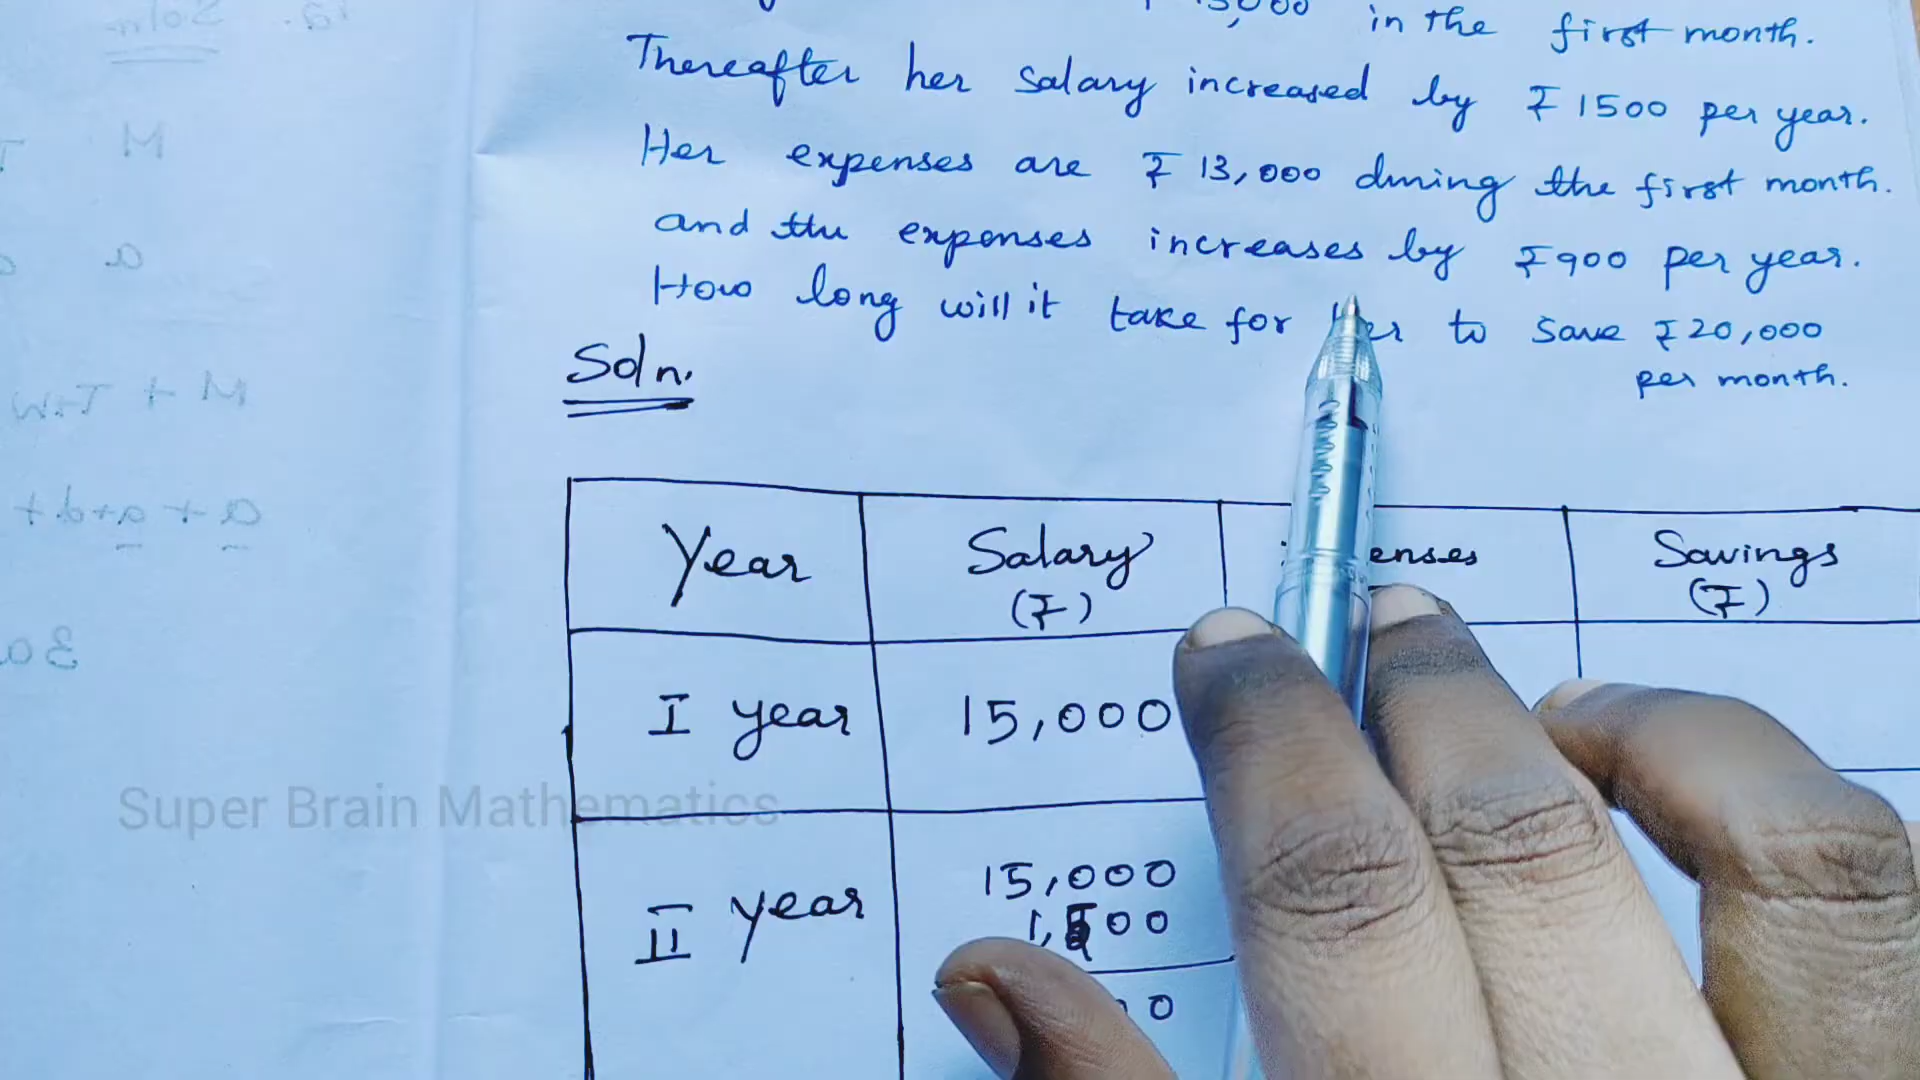 15,000 in the first month.
Thereafter her salary increased by ₹1500 per year.
Her expenses are ₹13,000 during the first month.
and the expenses increases by ₹900 per year.
How long will it take for her to save ₹20,000
per month.
Soln.
Year Salary Savings
(₹) (₹)
I year 15,000
Super Brain Mathematics
15,000
II year 1,500